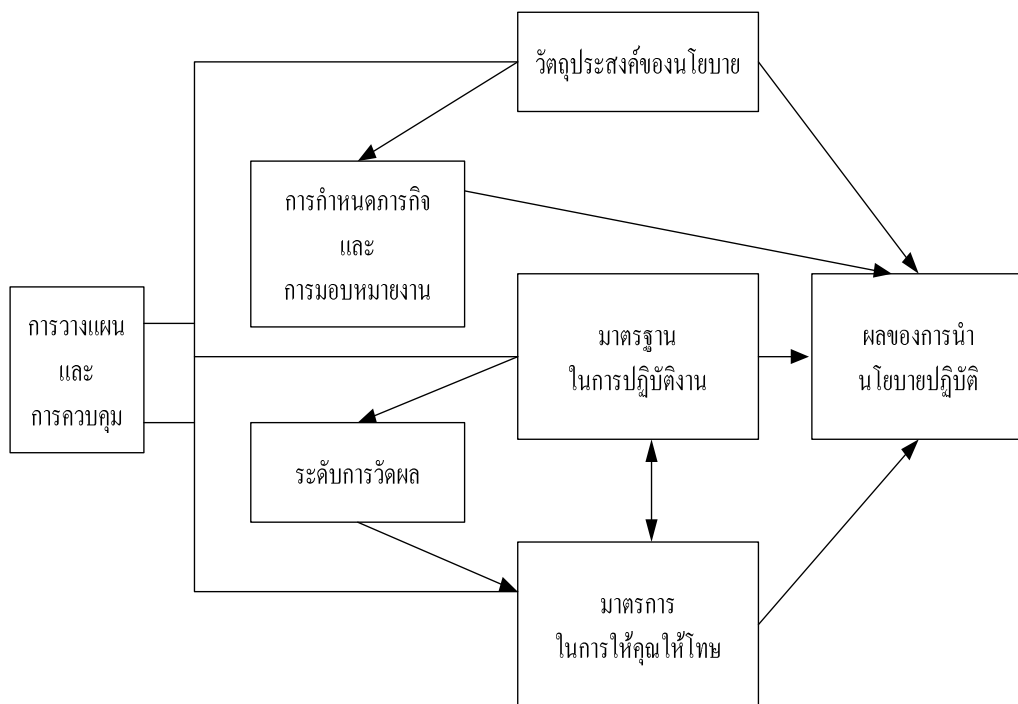 วัตถุประสงค์ของนโยบาย
การกำหนดภารกิจ
และ
การมอบหมายงาน
การวางแผน
และ
การควบคุม
มาตรฐาน
ในการปฏิบัติงาน
ผลของการนำ
นโยบายปฏิบัติ
ระดับการวัดผล
มาตรการ
ในการให้คุณให้โทษ